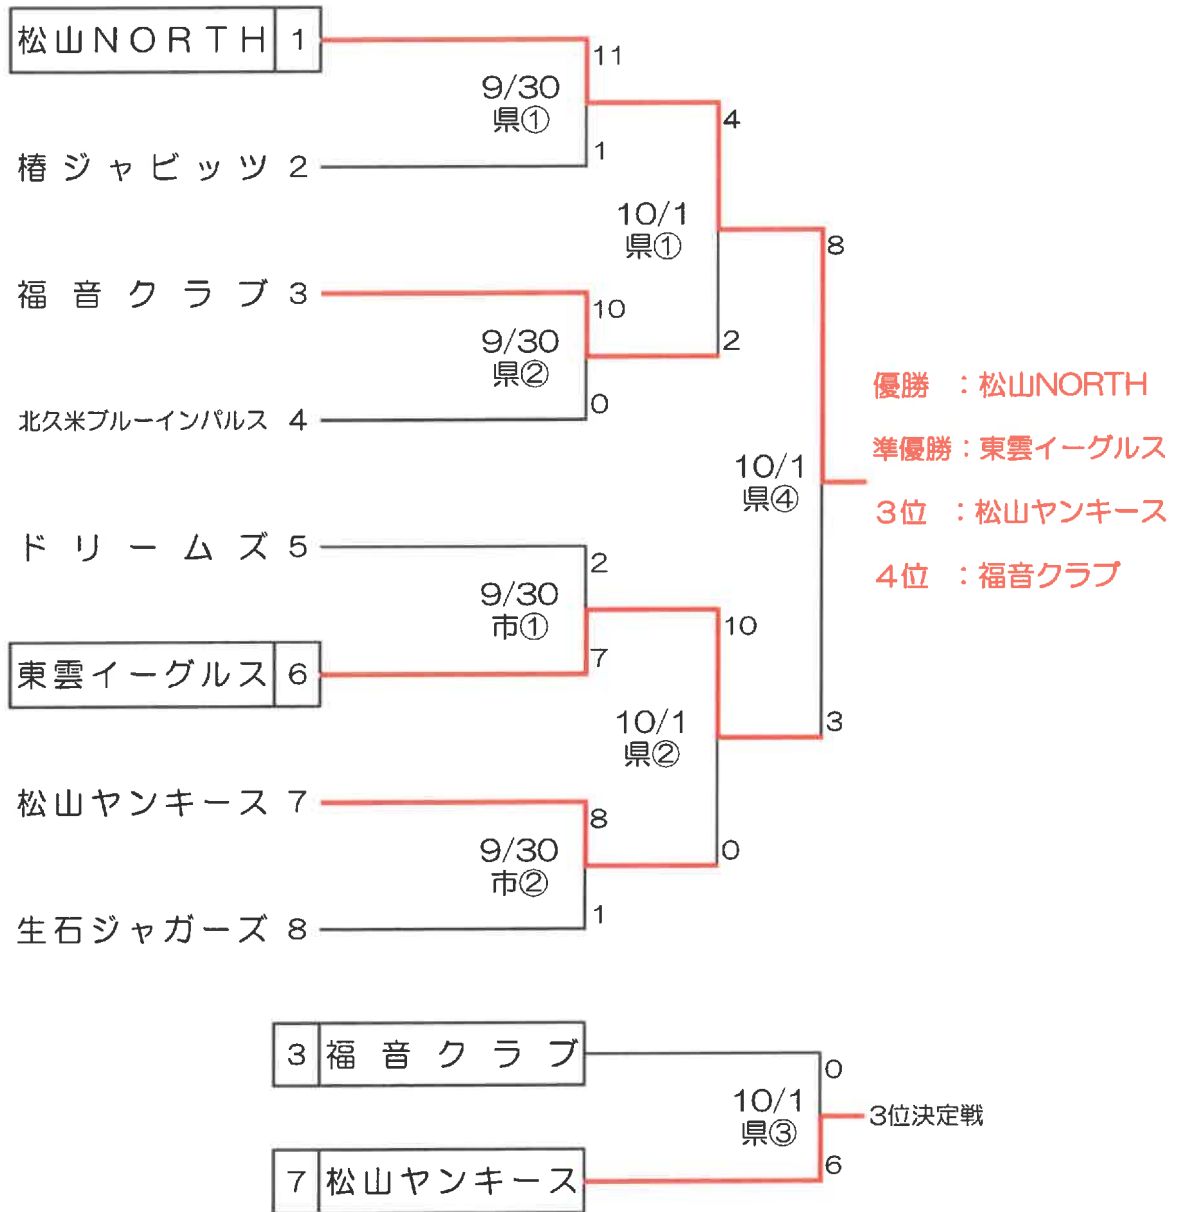 松山NORTH 1
11
9/30
県①
4
1
椿ジャビッツ 2
10/1
県①
8
福音クラブ 3
10
9/30
県②
2
優勝 ：松山NORTH
0
北久米ブルーインパルス 4
準優勝：東雲イーグルス
10/1
県④
3位 ：松山ヤンキース
ドリームズ 5
2
4位 ：福音クラブ
9/30
市①
10
7
東雲イーグルス 6
10/1
県②
3
松山ヤンキース 7
8
9/30
市②
0
1
生石ジャガーズ 8
3 福音クラブ
0
10/1
県③
3位決定戦
6
7 松山ヤンキース